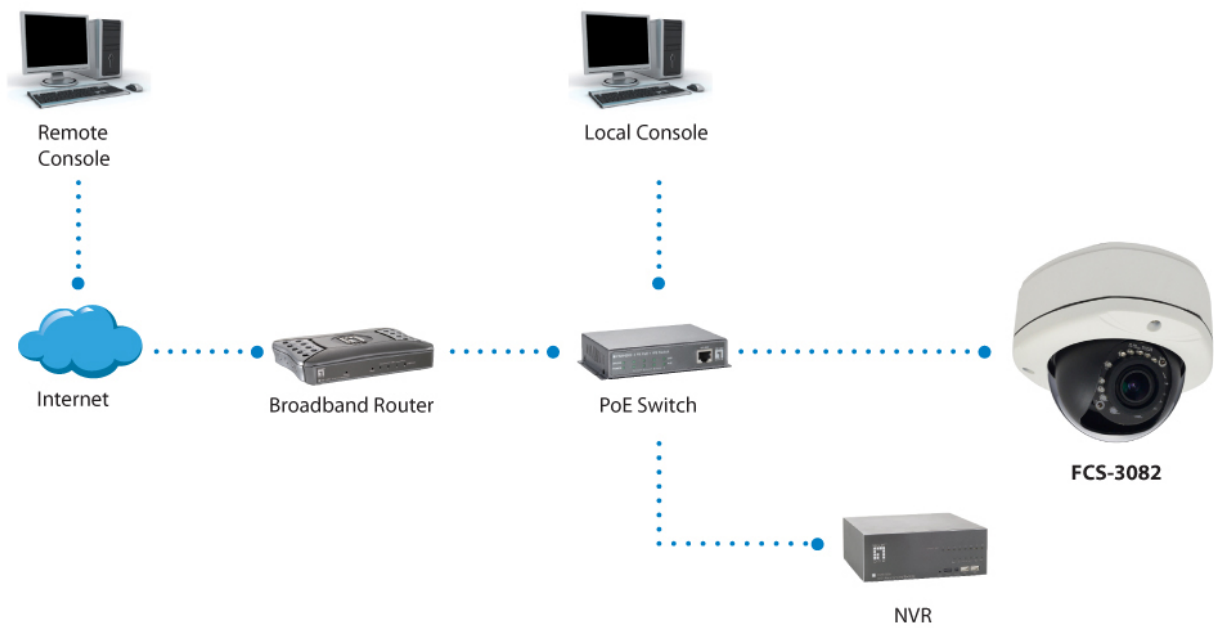 Remote
Console
Local Console
Internet
Broadband Router
PoE Switch
FCS-3082
NVR